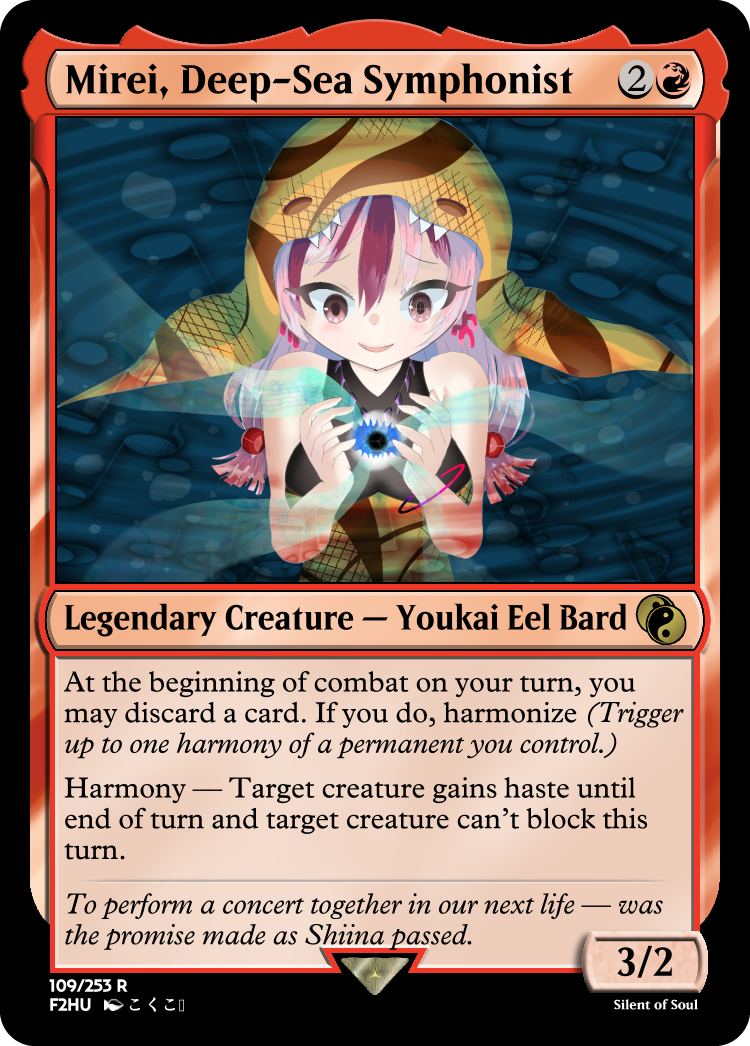 Mirei, Deep-Sea Symphonist 2
Legendary Creature — Youkai Eel Bard
At the beginning of combat on your turn, you
may discard a card. If you do, harmonize (Trigger
up to one harmony of a permanent you control.)
Harmony — Target creature gains haste until
end of turn and target creature can't block this
turn.
To perform a concert together in our next life — was
the promise made as Shiina passed.
3/2
109/253 R
F2HU こくこ
Silent of Soul